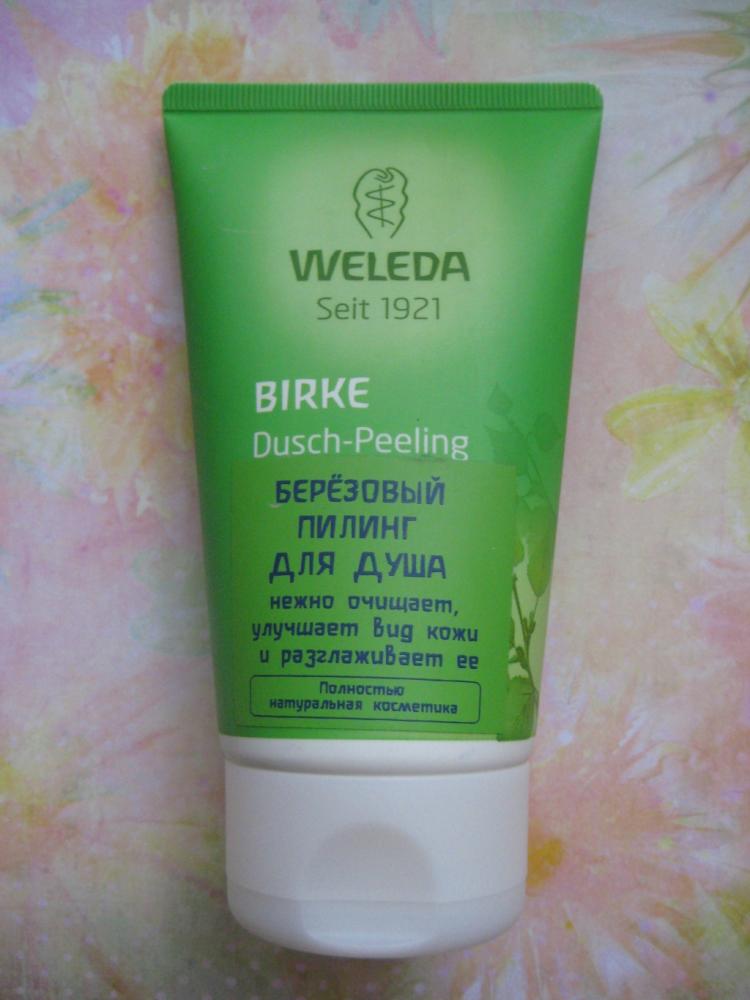 WELEDA
Seit 1921
BIRKE
Dusch-Peeling
БЕРЁЗОВЫЙ
ПИЛИНГ
ДЛЯ ДУША
нежно очищает,
улучшает вид кожи
и разглаживает ее
Полностью
натуральная косметика